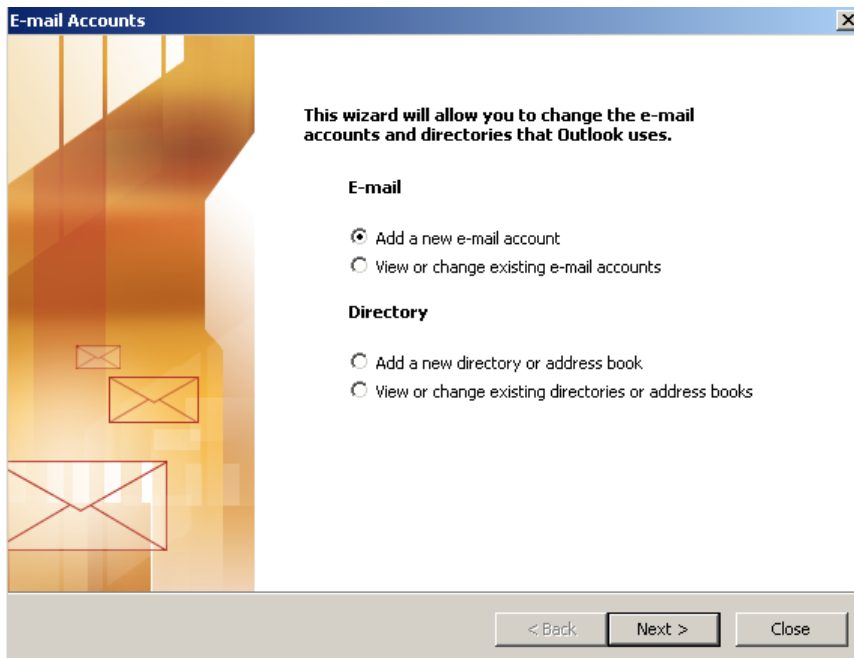 E-mail Accounts
This wizard will allow you to change the e-mail
accounts and directories that Outlook uses.
E-mail
Add a new e-mail account
View or change existing e-mail accounts
Directory
Add a new directory or address book
View or change existing directories or address books
< Back
Next >
Close